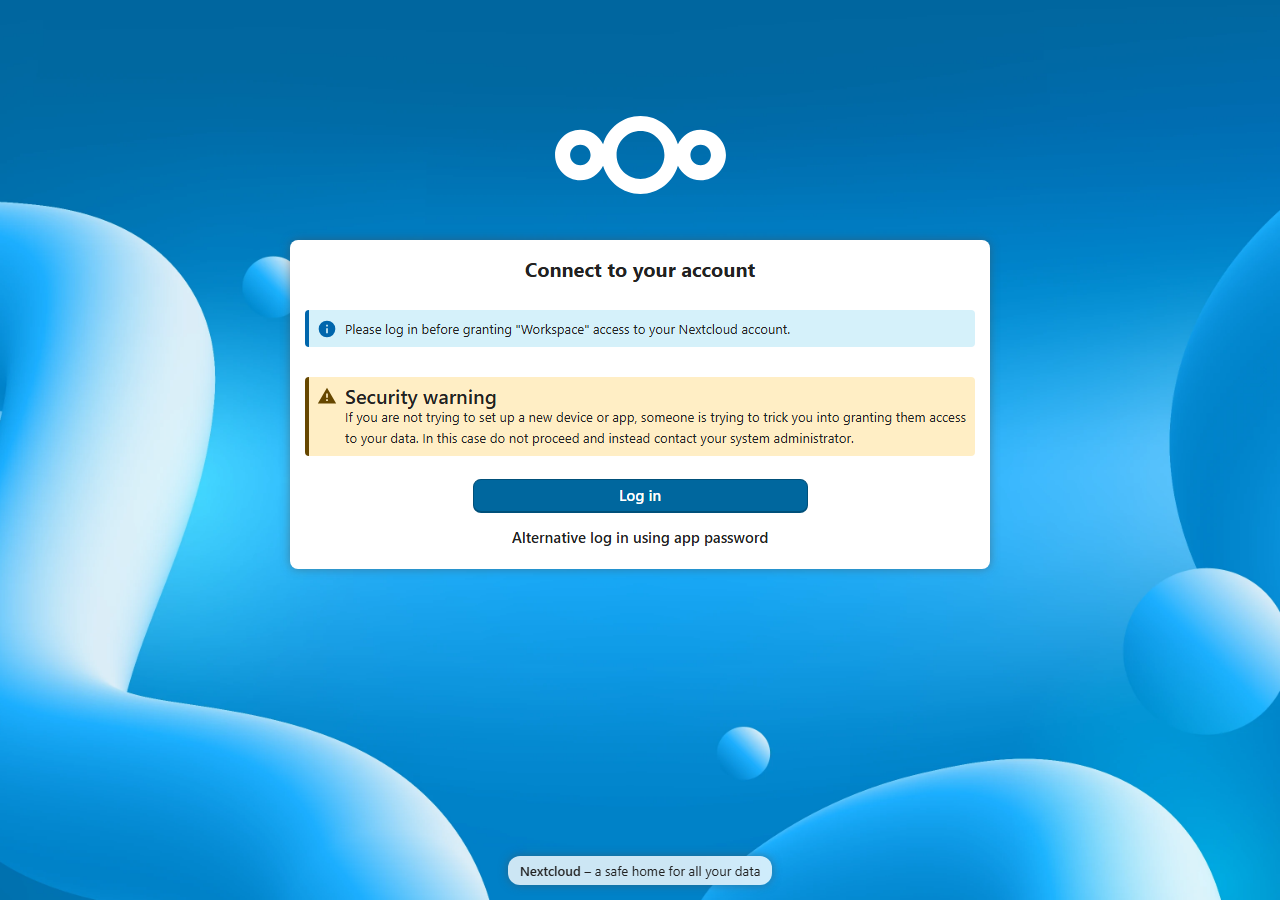 Connect to your account
Please log in before granting "Workspace" access to your Nextcloud account.
Security warning
If you are not trying to set up a new device or app, someone is trying to trick you into granting them access
to your data. In this case do not proceed and instead contact your system administrator.
Log in
Alternative log in using app password
Nextcloud – a safe home for all your data